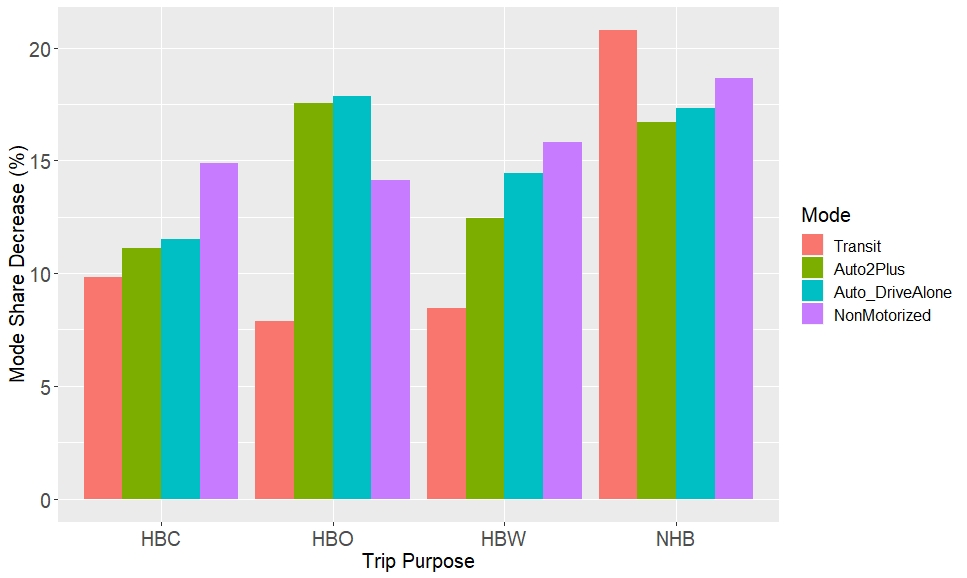 Mode Share Decrease (%)
20
15
10
5
0
HBC
HBO
HBW
NHB
Trip Purpose
Mode
Transit
Auto2Plus
Auto_DriveAlone
NonMotorized